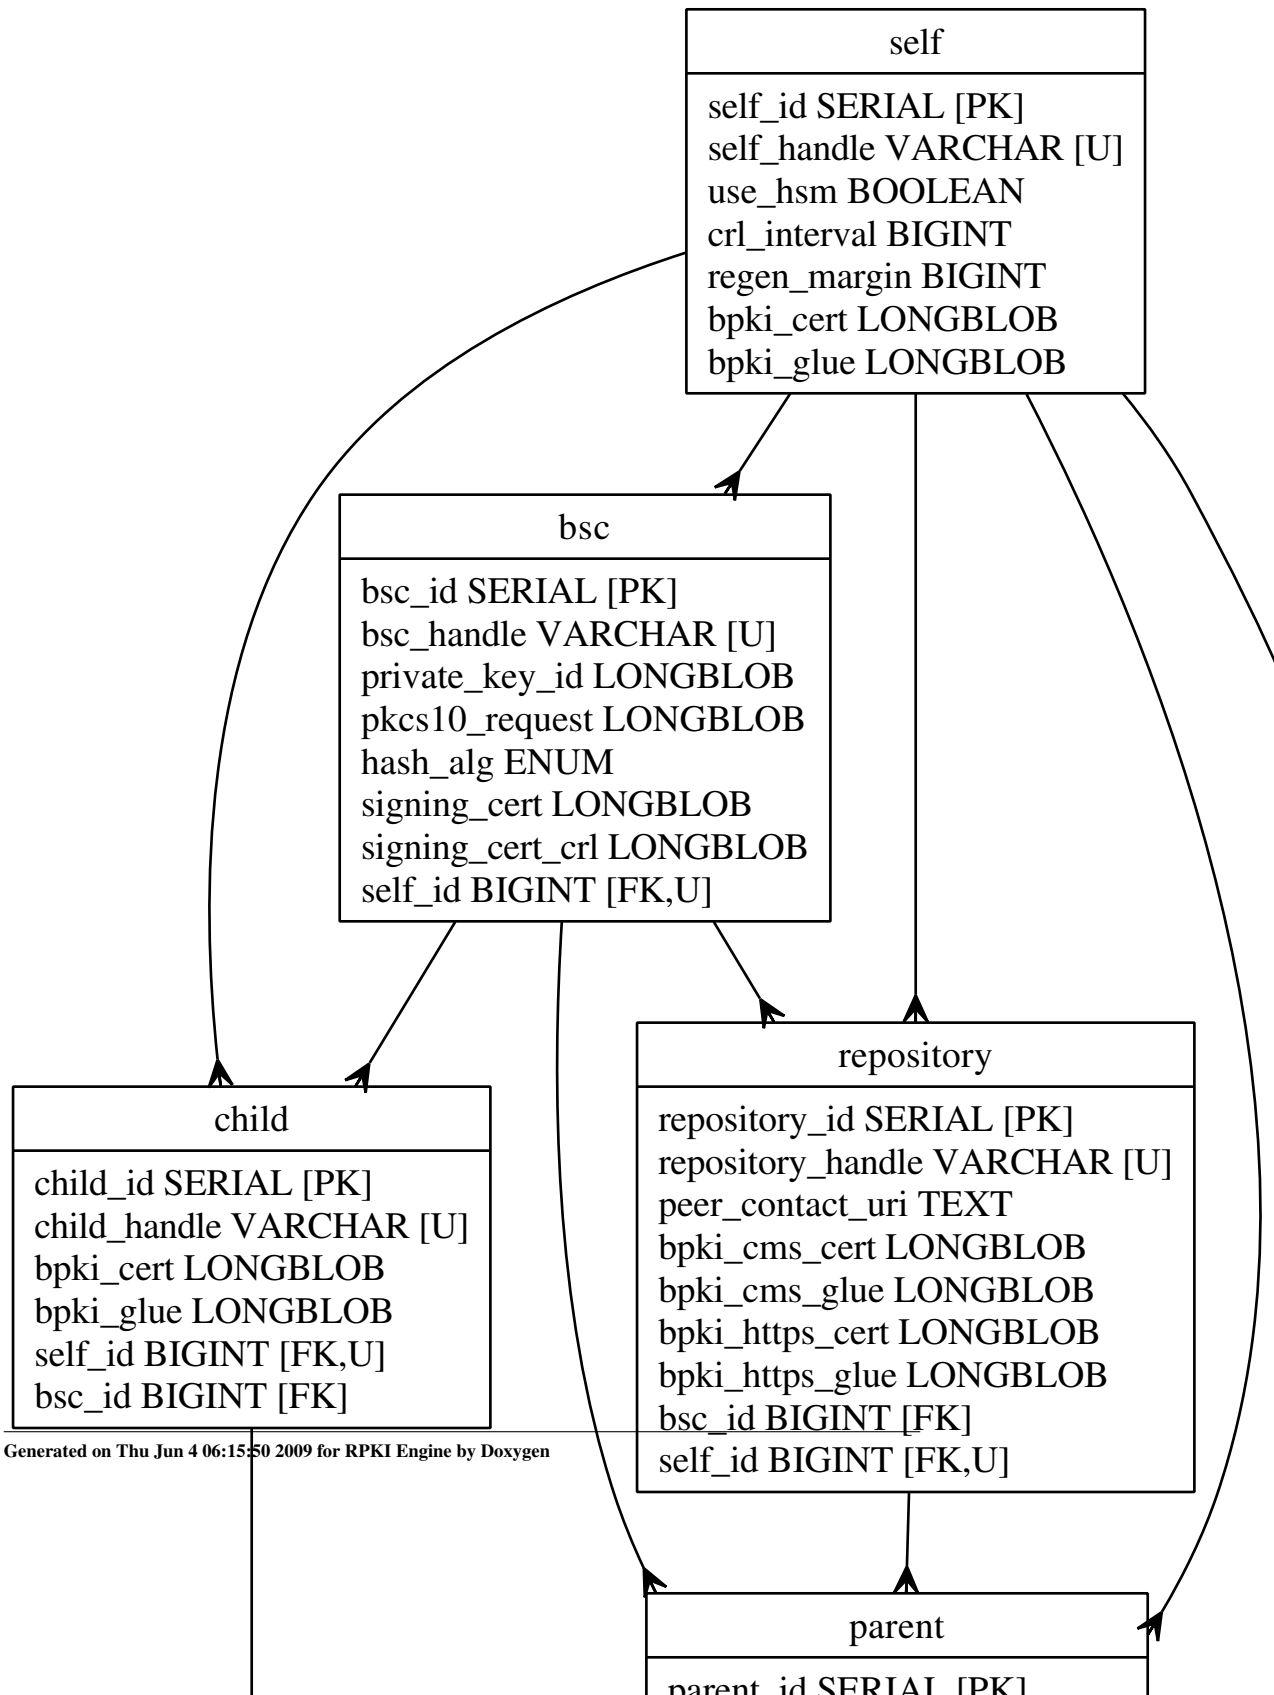 self
self_id SERIAL [PK]
self_handle VARCHAR [U]
use_hsm BOOLEAN
crl_interval BIGINT
regen_margin BIGINT
bpki_cert LONGBLOB
bpki_glue LONGBLOB
bsc
bsc_id SERIAL [PK]
bsc_handle VARCHAR [U]
private_key_id LONGBLOB
pkcs10_request LONGBLOB
hash_alg ENUM
signing_cert LONGBLOB
signing_cert_crl LONGBLOB
self_id BIGINT [FK,U]
child
child_id SERIAL [PK]
child_handle VARCHAR [U]
bpki_cert LONGBLOB
bpki_glue LONGBLOB
self_id BIGINT [FK,U]
bsc_id BIGINT [FK]
repository
repository_id SERIAL [PK]
repository_handle VARCHAR [U]
peer_contact_uri TEXT
bpki_cms_cert LONGBLOB
bpki_cms_glue LONGBLOB
bpki_https_cert LONGBLOB
bpki_https_glue LONGBLOB
bsc_id BIGINT [FK]
self_id BIGINT [FK,U]
Generated on Thu Jun 4 06:15:50 2009 for RPKI Engine by Doxygen
parent
parent_id SERIAL [PK]